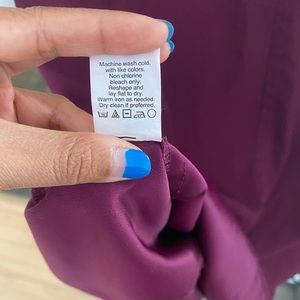 Machine wash cold,
with like colors.
Non chlorine
bleach only.
Reshape and
lay flat to dry.
Warm iron as needed.
Dry clean if preferred.